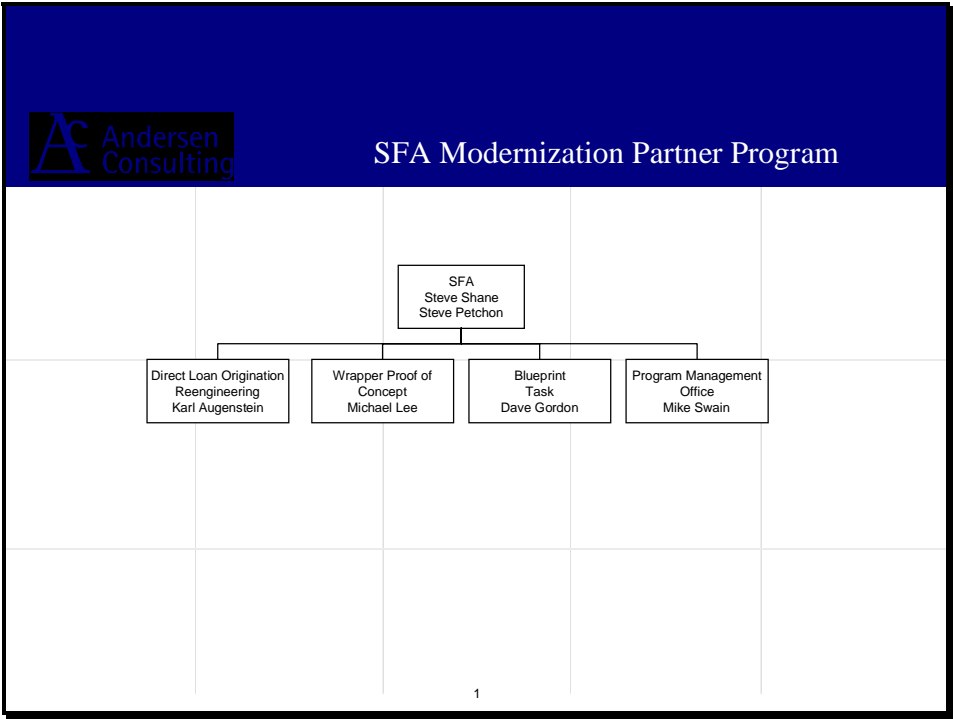 Andersen
Consulting
SFA Modernization Partner Program
SFA
Steve Shane
Steve Petchon
Direct Loan Origination
Reengineering
Karl Augenstein
Wrapper Proof of
Concept
Michael Lee
Blueprint
Task
Dave Gordon
Program Management
Office
Mike Swain
1